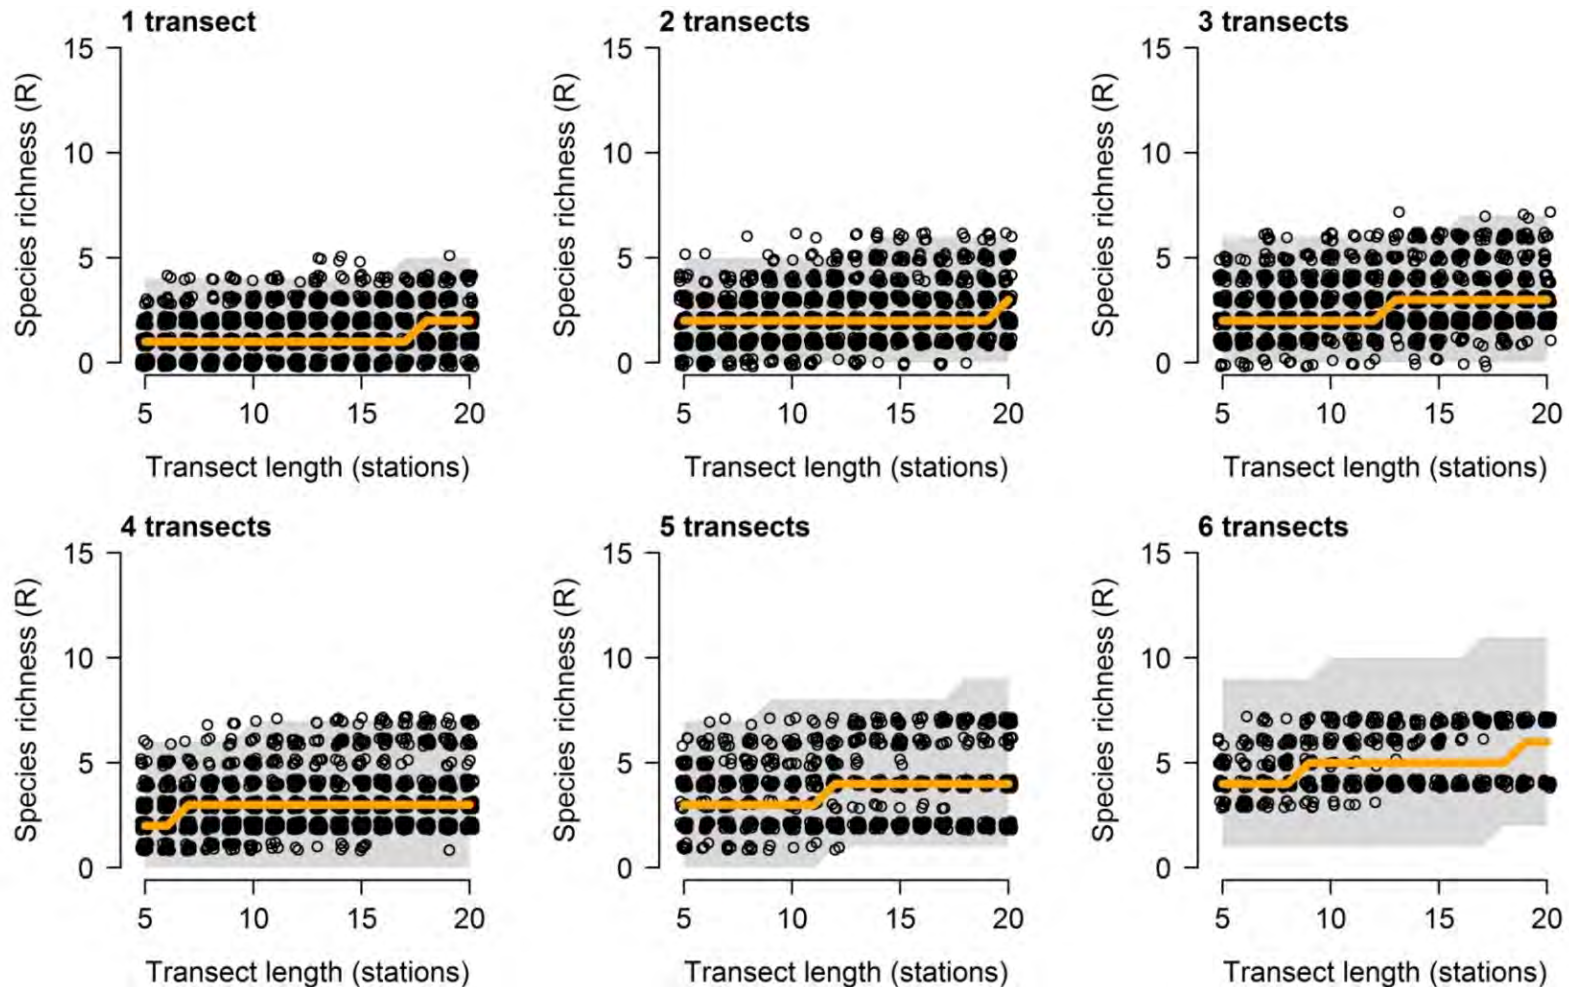 1 transect
15
10
5
0
Species richness (R)
5 10 15 20
Transect length (stations)
2 transects
15
10
5
0
Species richness (R)
5 10 15 20
Transect length (stations)
3 transects
15
10
5
0
Species richness (R)
5 10 15 20
Transect length (stations)
4 transects
15
10
5
0
Species richness (R)
5 10 15 20
Transect length (stations)
5 transects
15
10
5
0
Species richness (R)
5 10 15 20
Transect length (stations)
6 transects
15
10
5
0
Species richness (R)
5 10 15 20
Transect length (stations)